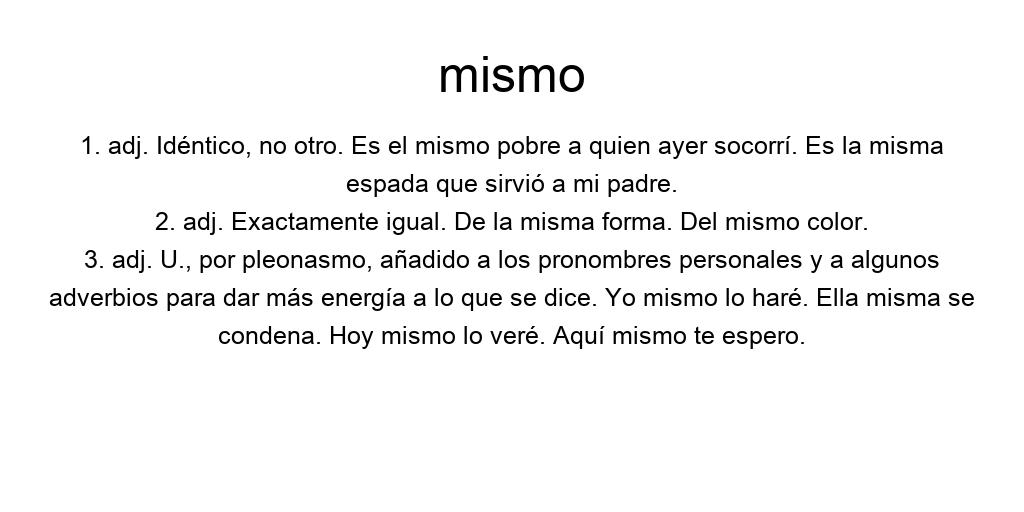 mismo
1. adj. Idéntico, no otro. Es el mismo pobre a quien ayer socorrí. Es la misma
espada que sirvió a mi padre.
2. adj. Exactamente igual. De la misma forma. Del mismo color.
3. adj. U., por pleonasmo, añadido a los pronombres personales y a algunos
adverbios para dar más energía a lo que se dice. Yo mismo lo haré. Ella misma se
condena. Hoy mismo lo veré. Aquí mismo te espero.